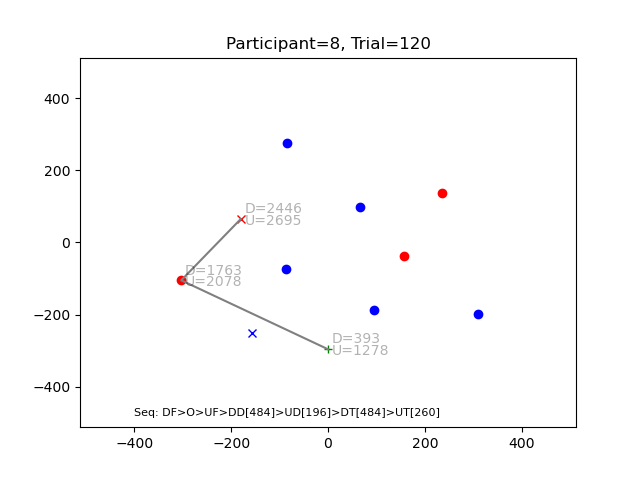 Participant=8, Trial=120
400
200
0
−200
−400
D=2446
U=2695
D=1763
U=2078
D=393
U=1278
Seq: DF>O>UF>DD[484]>UD[196]>DT[484]>UT[260]
−400 −200 0 200 400